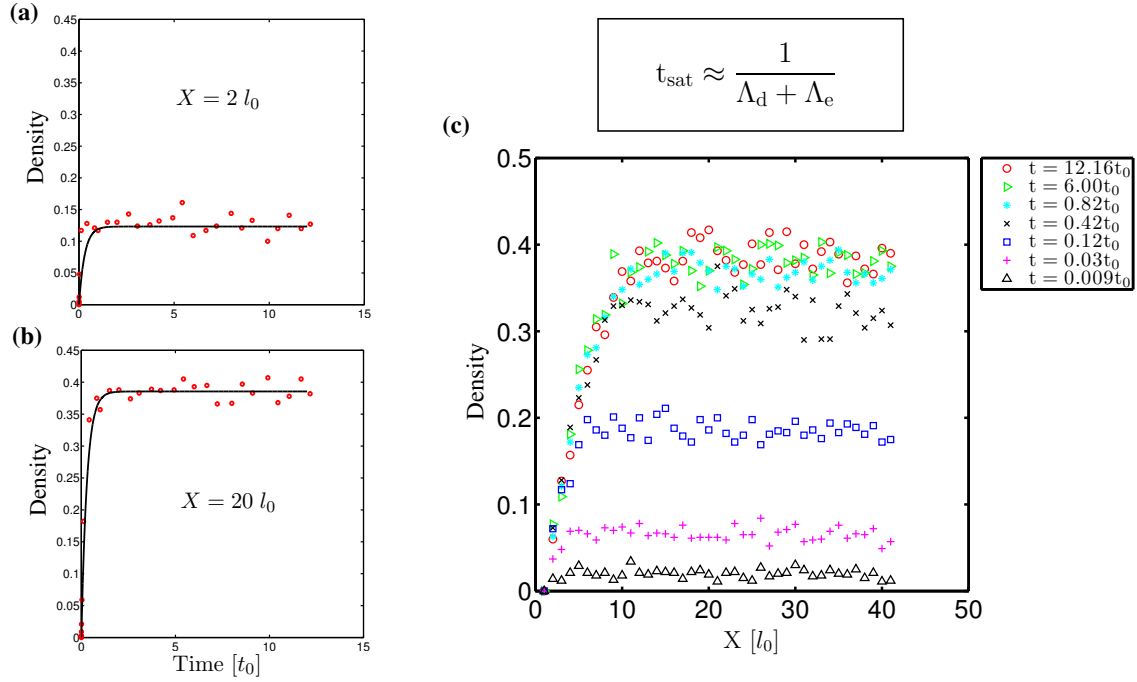 (a)
0.45
0.4
0.35
0.3
0.25
0.2
0.15
0.1
0.05
0
0 5 10 15
Density
X = 2 l₀
(b)
0.45
0.4
0.35
0.3
0.25
0.2
0.15
0.1
0.05
0
0 5 10 15
Density
X = 20 l₀
Time [t₀]
t_sat ≈ 1 / (Λ_d + Λ_e)
(c)
0.5
0.4
0.3
0.2
0.1
0
0 10 20 30 40 50
Density
X [l₀]
t = 12.16t₀
t = 6.00t₀
t = 0.82t₀
t = 0.42t₀
t = 0.12t₀
t = 0.03t₀
t = 0.009t₀